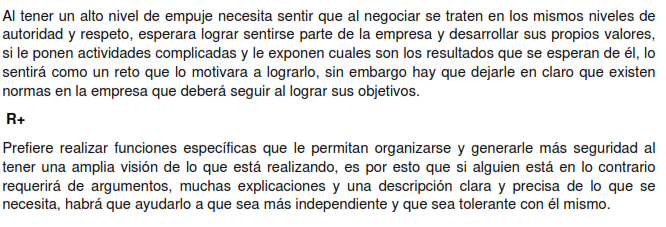 Al tener un alto nivel de empuje necesita sentir que al negociar se traten en los mismos niveles de
autoridad y respeto, esperara lograr sentirse parte de la empresa y desarrollar sus propios valores,
si le ponen actividades complicadas y le exponen cuales son los resultados que se esperan de él, lo
sentirá como un reto que lo motivara a lograrlo, sin embargo hay que dejarle en claro que existen
normas en la empresa que deberá seguir al lograr sus objetivos.
R+
Prefiere realizar funciones específicas que le permitan organizarse y generarle más seguridad al
tener una amplia visión de lo que está realizando, es por esto que si alguien está en lo contrario
requerirá de argumentos, muchas explicaciones y una descripción clara y precisa de lo que se
necesita, habrá que ayudarlo a que sea más independiente y que sea tolerante con él mismo.